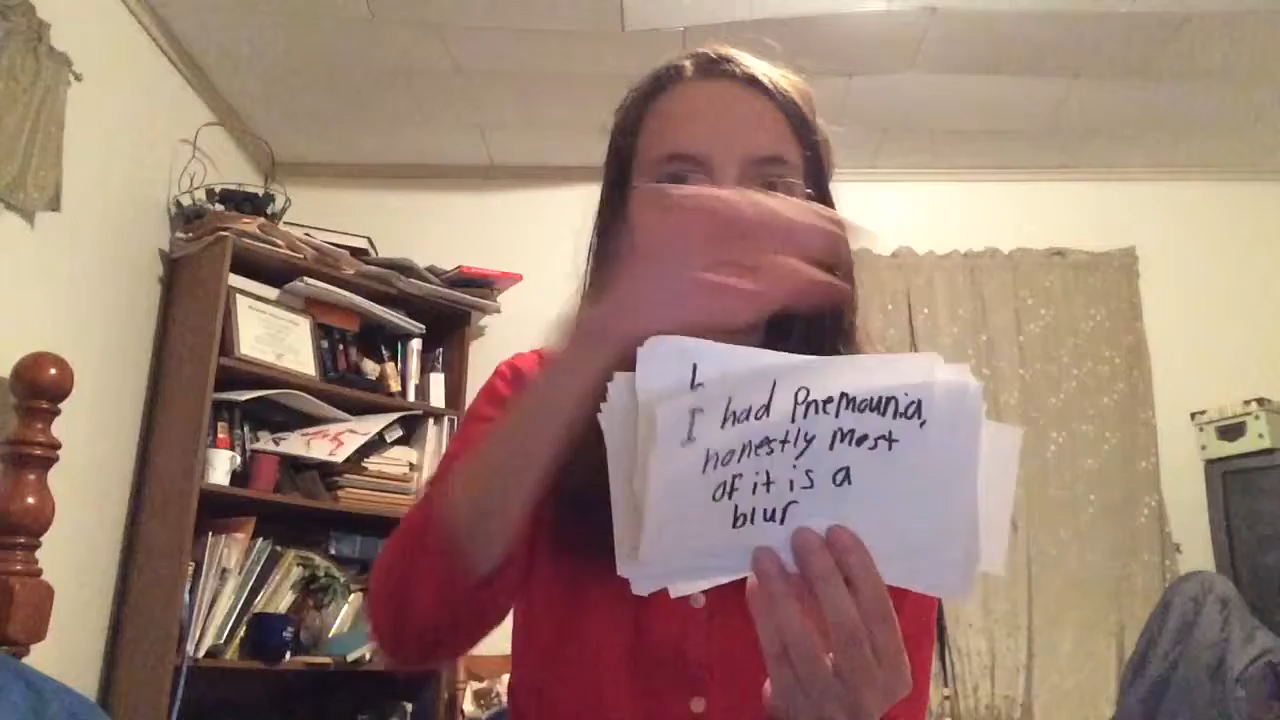 I had Pnemounia,
honestly most
of it is a
blur